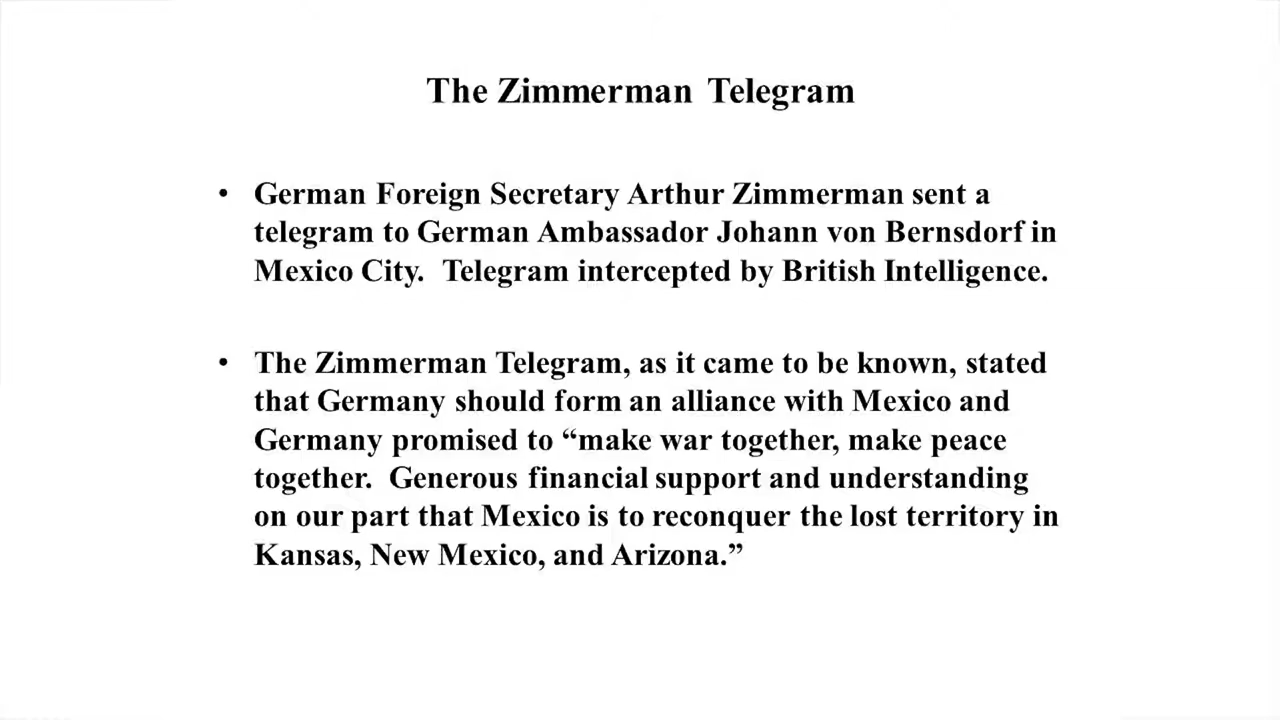 The Zimmerman Telegram
• German Foreign Secretary Arthur Zimmerman sent a
telegram to German Ambassador Johann von Bernsdorf in
Mexico City.  Telegram intercepted by British Intelligence.
• The Zimmerman Telegram, as it came to be known, stated
that Germany should form an alliance with Mexico and
Germany promised to “make war together, make peace
together.  Generous financial support and understanding
on our part that Mexico is to reconquer the lost territory in
Kansas, New Mexico, and Arizona.”